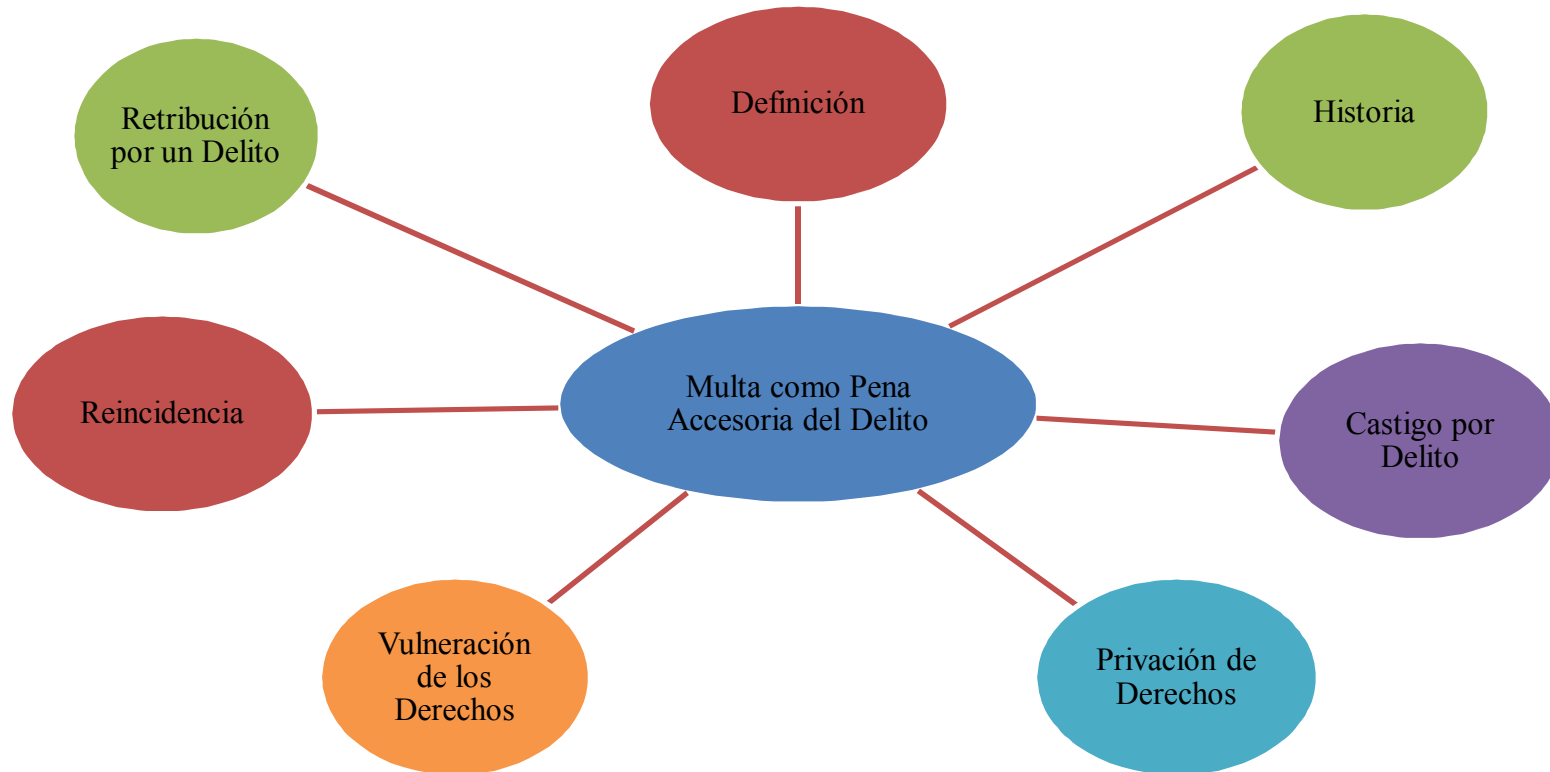 Retribución
por un Delito
Definición
Historia
Reincidencia
Multa como Pena
Accesoria del Delito
Castigo por
Delito
Vulneración
de los
Derechos
Privación de
Derechos